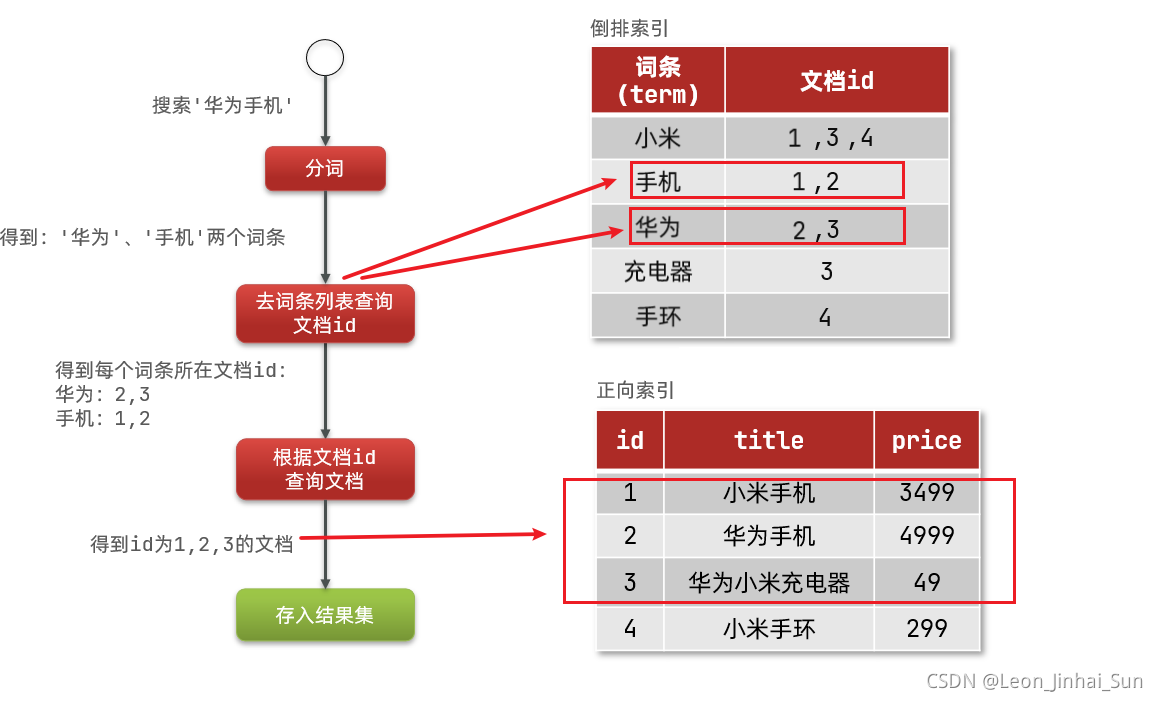 搜索'华为手机'
分词
得到：'华为'、'手机'两个词条
去词条列表查询
文档id
得到每个词条所在文档id：
华为：2,3
手机：1,2
根据文档id
查询文档
得到id为1,2,3的文档
存入结果集
倒排索引
词条
(term)
文档id
小米 1 ,3 ,4
手机 1 ,2
华为 2 ,3
充电器 3
手环 4
正向索引
id title price
1 小米手机 3499
2 华为手机 4999
3 华为小米充电器 49
4 小米手环 299
CSDN @Leon_Jinhai_Sun